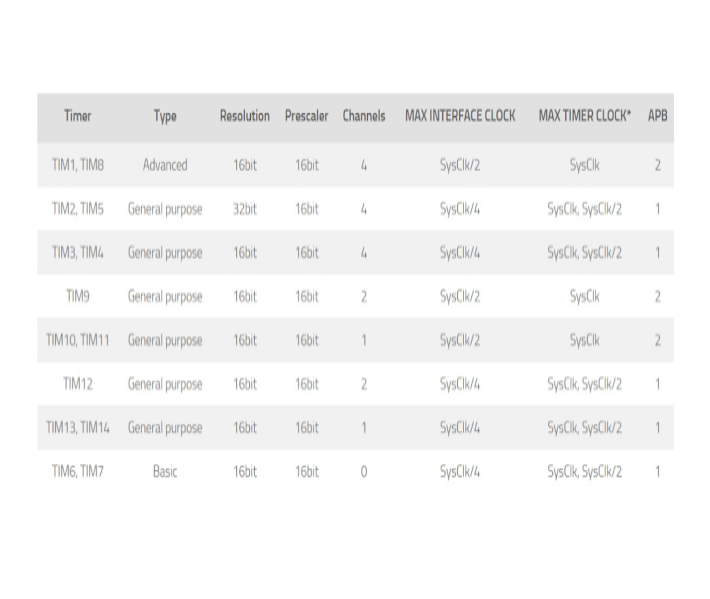 Timer Type Resolution Prescaler Channels MAX INTERFACE CLOCK MAX TIMER CLOCK* APB
TIM1, TIM8 Advanced 16bit 16bit 4 SysClk/2 SysClk 2
TIM2, TIM5 General purpose 32bit 16bit 4 SysClk/4 SysClk, SysClk/2 1
TIM3, TIM4 General purpose 16bit 16bit 4 SysClk/4 SysClk, SysClk/2 1
TIM9 General purpose 16bit 16bit 2 SysClk/2 SysClk 2
TIM10, TIM11 General purpose 16bit 16bit 1 SysClk/2 SysClk 2
TIM12 General purpose 16bit 16bit 2 SysClk/4 SysClk, SysClk/2 1
TIM13, TIM14 General purpose 16bit 16bit 1 SysClk/4 SysClk, SysClk/2 1
TIM6, TIM7 Basic 16bit 16bit 0 SysClk/4 SysClk, SysClk/2 1